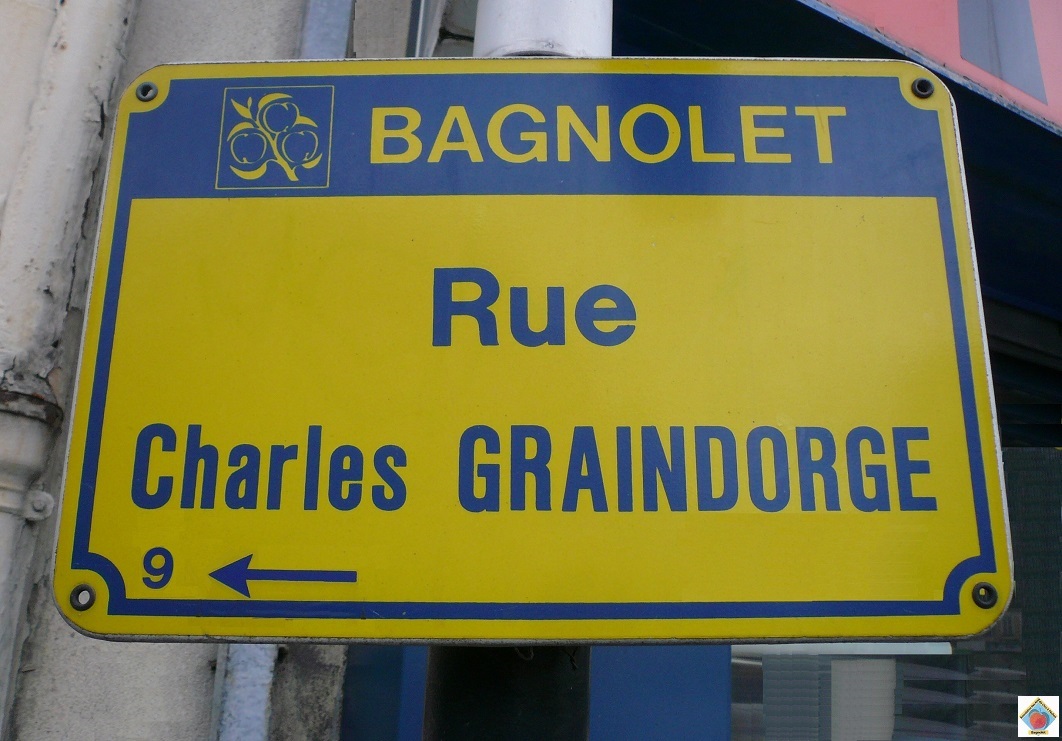 BAGNOLET
Rue
Charles GRAINDORGE
9